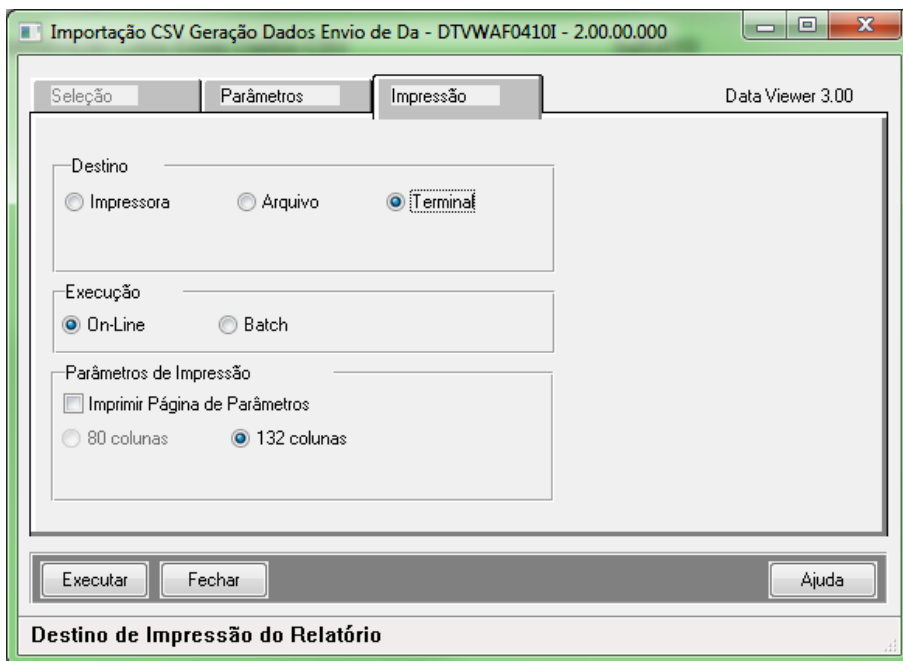 Importação CSV Geração Dados Envio de Da - DTVWAF0410I - 2.00.00.000
Seleção Parâmetros Impressão Data Viewer 3.00
Destino
Impressora Arquivo Terminal
Execução
On-Line Batch
Parâmetros de Impressão
Imprimir Página de Parâmetros
80 colunas 132 colunas
Executar Fechar Ajuda
Destino de Impressão do Relatório